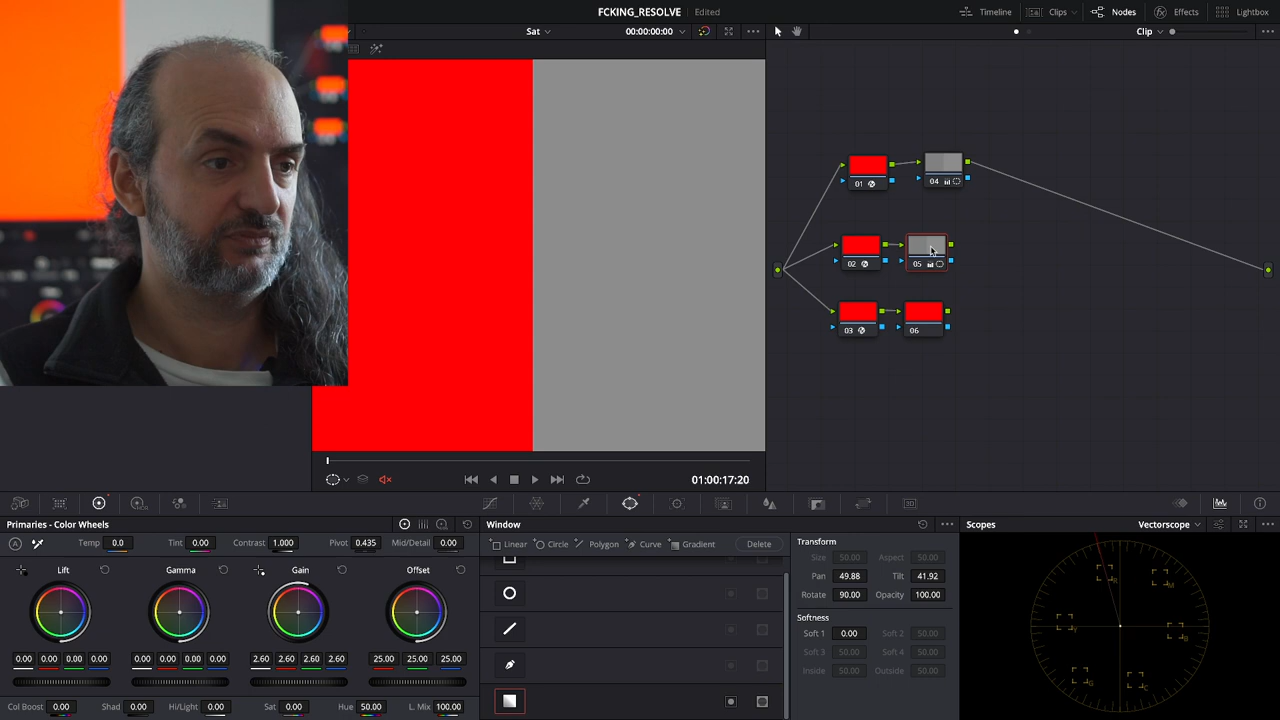 FCKING_RESOLVE Edited
Timeline Clips Nodes Effects Lightbox
Sat 00:00:00:00 Clip
01
04
02
05
03
06
01:00:17:20
Primaries - Color Wheels
Temp 0.0 Tint 0.00 Contrast 1.000 Pivot 0.435 Mid/Detail 0.00
Lift Gamma Gain Offset
0.00 0.00 0.00 0.00 0.00 0.00 0.00 0.00 2.60 2.60 2.60 2.60 25.00 25.00 25.00
Col Boost 0.00 Shad 0.00 Hi/Light 0.00 Sat 0.00 Hue 50.00 L. Mix 100.00
Window
Linear Circle Polygon Curve Gradient Delete
Transform
Size 50.00 Aspect 50.00
Pan 49.88 Tilt 41.92
Rotate 90.00 Opacity 100.00
Softness
Soft 1 0.00 Soft 2 50.00
Soft 3 50.00 Soft 4 50.00
Inside 50.00 Outside 50.00
Scopes Vectorscope
R
M
Y
B
G
C